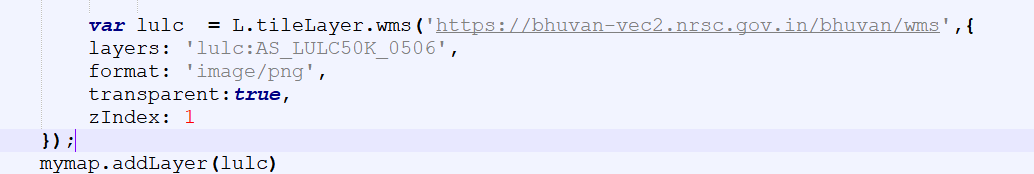 var lulc  = L.tileLayer.wms('https://bhuvan-vec2.nrsc.gov.in/bhuvan/wms',{
layers: 'lulc:AS_LULC50K_0506',
format: 'image/png',
transparent:true,
zIndex: 1
});
mymap.addLayer(lulc)